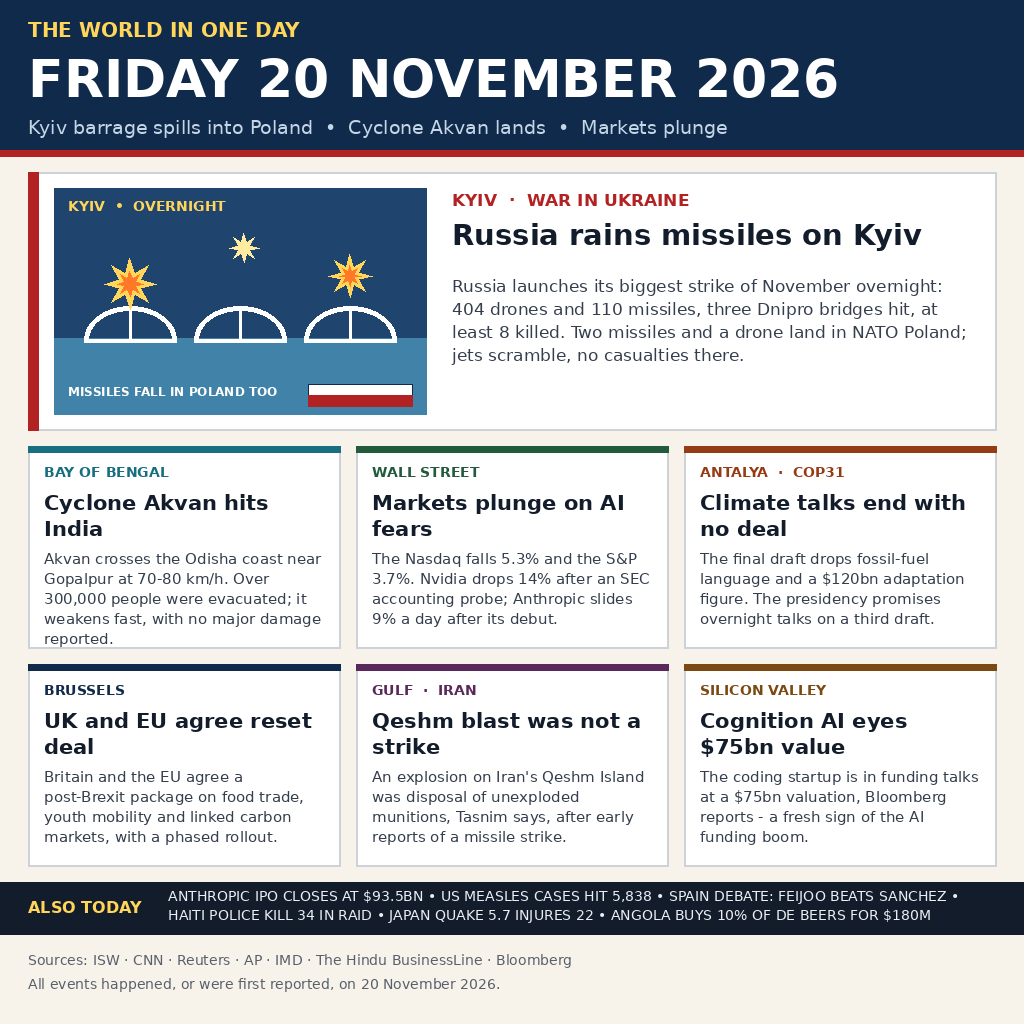 THE WORLD IN ONE DAY
FRIDAY 20 NOVEMBER 2026
Kyiv barrage spills into Poland • Cyclone Akvan lands • Markets plunge
KYIV • OVERNIGHT
MISSILES FALL IN POLAND TOO
KYIV · WAR IN UKRAINE
Russia rains missiles on Kyiv
Russia launches its biggest strike of November overnight:
404 drones and 110 missiles, three Dnipro bridges hit, at
least 8 killed. Two missiles and a drone land in NATO Poland;
jets scramble, no casualties there.
BAY OF BENGAL
Cyclone Akvan hits
India
Akvan crosses the Odisha coast near
Gopalpur at 70-80 km/h. Over
300,000 people were evacuated; it
weakens fast, with no major damage
reported.
WALL STREET
Markets plunge on AI
fears
The Nasdaq falls 5.3% and the S&P
3.7%. Nvidia drops 14% after an SEC
accounting probe; Anthropic slides
9% a day after its debut.
ANTALYA · COP31
Climate talks end with
no deal
The final draft drops fossil-fuel
language and a $120bn adaptation
figure. The presidency promises
overnight talks on a third draft.
BRUSSELS
UK and EU agree reset
deal
Britain and the EU agree a
post-Brexit package on food trade,
youth mobility and linked carbon
markets, with a phased rollout.
GULF · IRAN
Qeshm blast was not a
strike
An explosion on Iran's Qeshm Island
was disposal of unexploded
munitions, Tasnim says, after early
reports of a missile strike.
SILICON VALLEY
Cognition AI eyes
$75bn value
The coding startup is in funding talks
at a $75bn valuation, Bloomberg
reports - a fresh sign of the AI
funding boom.
ALSO TODAY
ANTHROPIC IPO CLOSES AT $93.5BN • US MEASLES CASES HIT 5,838 • SPAIN DEBATE: FEIJOO BEATS SANCHEZ •
HAITI POLICE KILL 34 IN RAID • JAPAN QUAKE 5.7 INJURES 22 • ANGOLA BUYS 10% OF DE BEERS FOR $180M
Sources: ISW · CNN · Reuters · AP · IMD · The Hindu BusinessLine · Bloomberg
All events happened, or were first reported, on 20 November 2026.